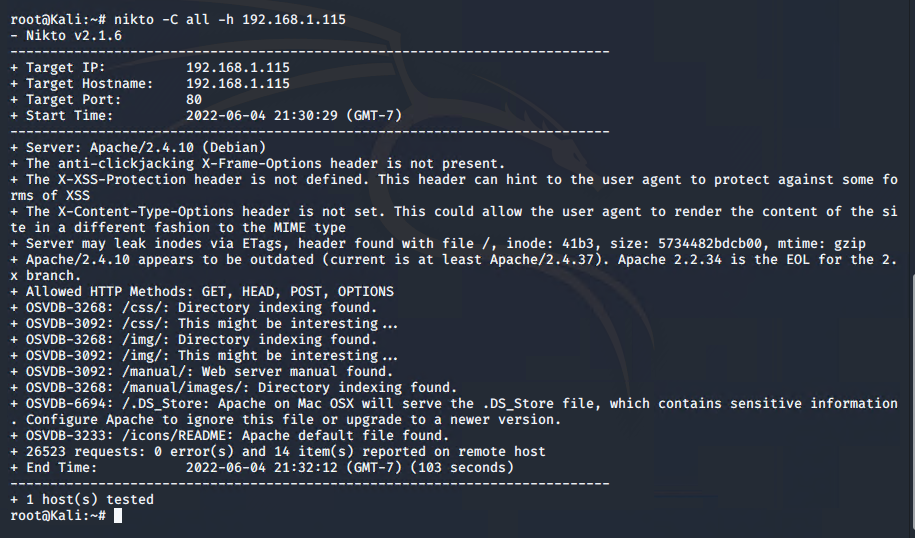 root@Kali:~# nikto -C all -h 192.168.1.115
- Nikto v2.1.6
---------------------------------------------------------------------------
+ Target IP:          192.168.1.115
+ Target Hostname:    192.168.1.115
+ Target Port:        80
+ Start Time:         2022-06-04 21:30:29 (GMT-7)
---------------------------------------------------------------------------
+ Server: Apache/2.4.10 (Debian)
+ The anti-clickjacking X-Frame-Options header is not present.
+ The X-XSS-Protection header is not defined. This header can hint to the user agent to protect against some fo
rms of XSS
+ The X-Content-Type-Options header is not set. This could allow the user agent to render the content of the si
te in a different fashion to the MIME type
+ Server may leak inodes via ETags, header found with file /, inode: 41b3, size: 5734482bdcb00, mtime: gzip
+ Apache/2.4.10 appears to be outdated (current is at least Apache/2.4.37). Apache 2.2.34 is the EOL for the 2.
x branch.
+ Allowed HTTP Methods: GET, HEAD, POST, OPTIONS
+ OSVDB-3268: /css/: Directory indexing found.
+ OSVDB-3092: /css/: This might be interesting...
+ OSVDB-3268: /img/: Directory indexing found.
+ OSVDB-3092: /img/: This might be interesting...
+ OSVDB-3092: /manual/: Web server manual found.
+ OSVDB-3268: /manual/images/: Directory indexing found.
+ OSVDB-6694: /.DS_Store: Apache on Mac OSX will serve the .DS_Store file, which contains sensitive information
. Configure Apache to ignore this file or upgrade to a newer version.
+ OSVDB-3233: /icons/README: Apache default file found.
+ 26523 requests: 0 error(s) and 14 item(s) reported on remote host
+ End Time:           2022-06-04 21:32:12 (GMT-7) (103 seconds)
---------------------------------------------------------------------------
+ 1 host(s) tested
root@Kali:~#